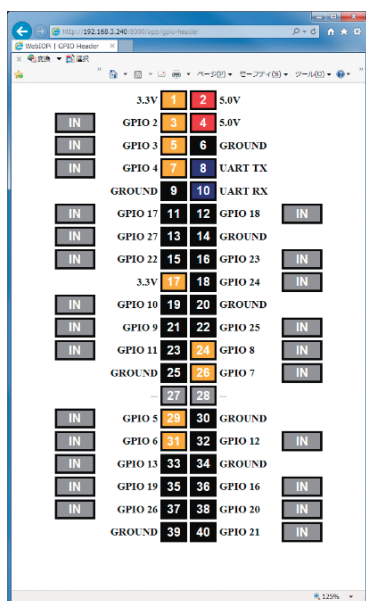 http://192.168.3.240:8000/app/gpio-header
WebIOPi | GPIO Header
変換 選択
ページ(P) セーフティ(S) ツール(O)
3.3V 1 2 5.0V
IN GPIO 2 3 4 5.0V
IN GPIO 3 5 6 GROUND
IN GPIO 4 7 8 UART TX
GROUND 9 10 UART RX
IN GPIO 17 11 12 GPIO 18 IN
IN GPIO 27 13 14 GROUND
IN GPIO 22 15 16 GPIO 23 IN
3.3V 17 18 GPIO 24 IN
IN GPIO 10 19 20 GROUND
IN GPIO 9 21 22 GPIO 25 IN
IN GPIO 11 23 24 GPIO 8 IN
GROUND 25 26 GPIO 7 IN
-- 27 28 --
IN GPIO 5 29 30 GROUND
IN GPIO 6 31 32 GPIO 12 IN
IN GPIO 13 33 34 GROUND
IN GPIO 19 35 36 GPIO 16 IN
IN GPIO 26 37 38 GPIO 20 IN
GROUND 39 40 GPIO 21 IN
125%